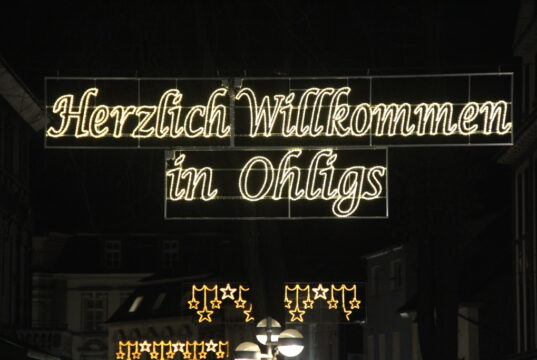 Herzlich Willkommen
in Ohligs